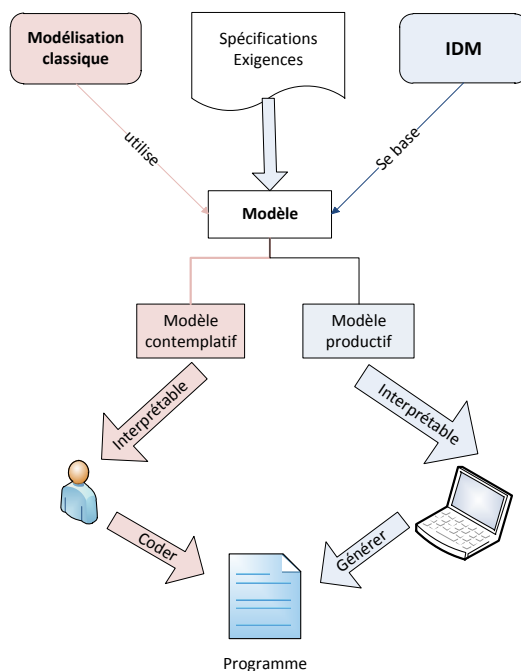 Modélisation
classique
Spécifications
Exigences
IDM
utilise
Se base
Modèle
Modèle
contemplatif
Modèle
productif
Interprétable
Interprétable
Coder
Générer
Programme